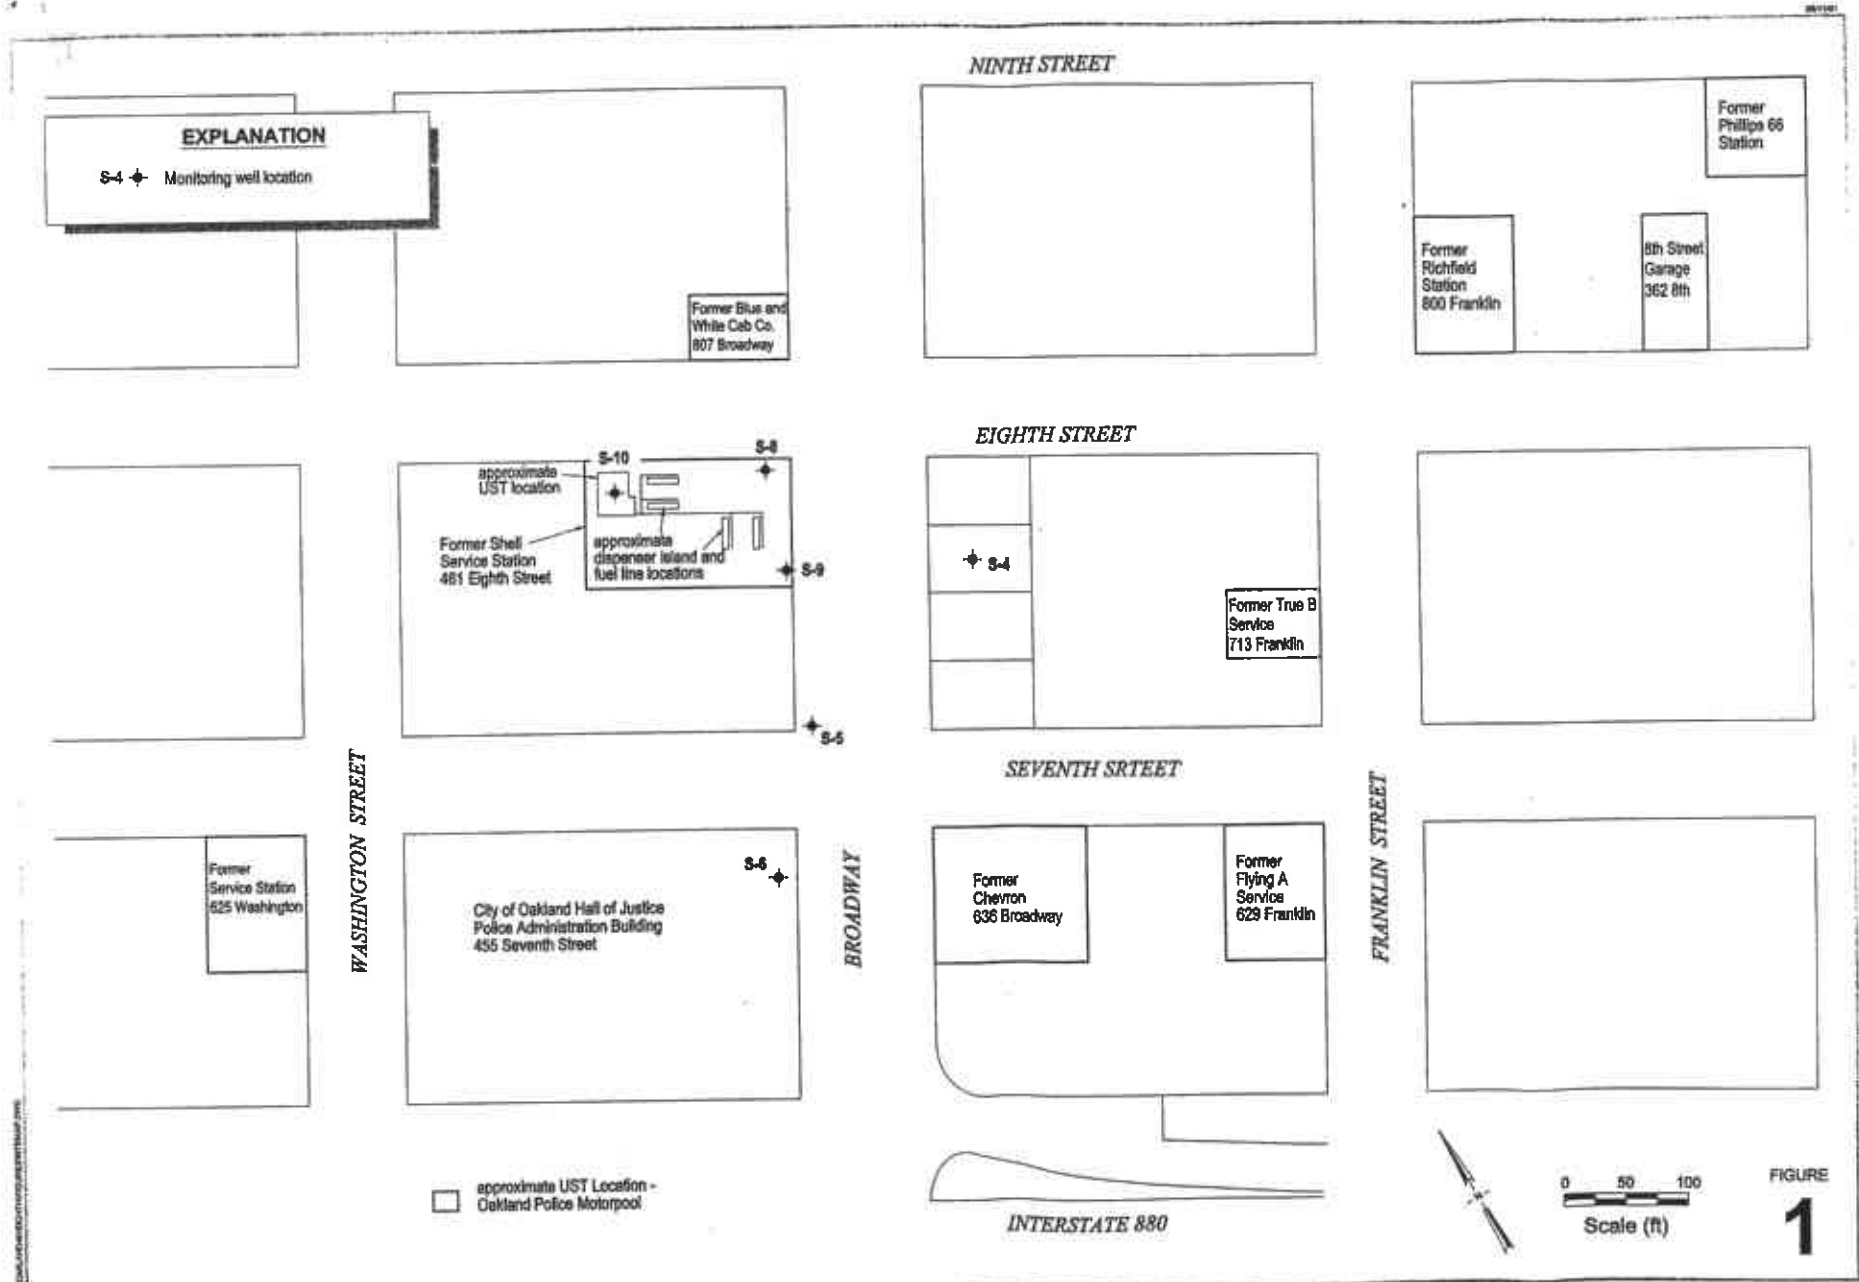 NINTH STREET
EXPLANATION
S-4 Monitoring well location
Former
Phillips 66
Station
Former
Richfield
Station
800 Franklin
8th Street
Garage
362 8th
Former Blue and
White Cab Co.
807 Broadway
EIGHTH STREET
S-8
S-10
approximate
UST location
Former Shell
Service Station
461 Eighth Street
approximate
dispenser island and
fuel line locations
S-9
S-4
Former True B
Service
713 Franklin
S-5
SEVENTH SRTEET
WASHINGTON STREET
BROADWAY
FRANKLIN STREET
Former
Service Station
625 Washington
S-6
City of Oakland Hall of Justice
Police Administration Building
455 Seventh Street
Former
Chevron
636 Broadway
Former
Flying A
Service
629 Franklin
approximate UST Location -
Oakland Police Motorpool
INTERSTATE 880
0 50 100
Scale (ft)
FIGURE
1